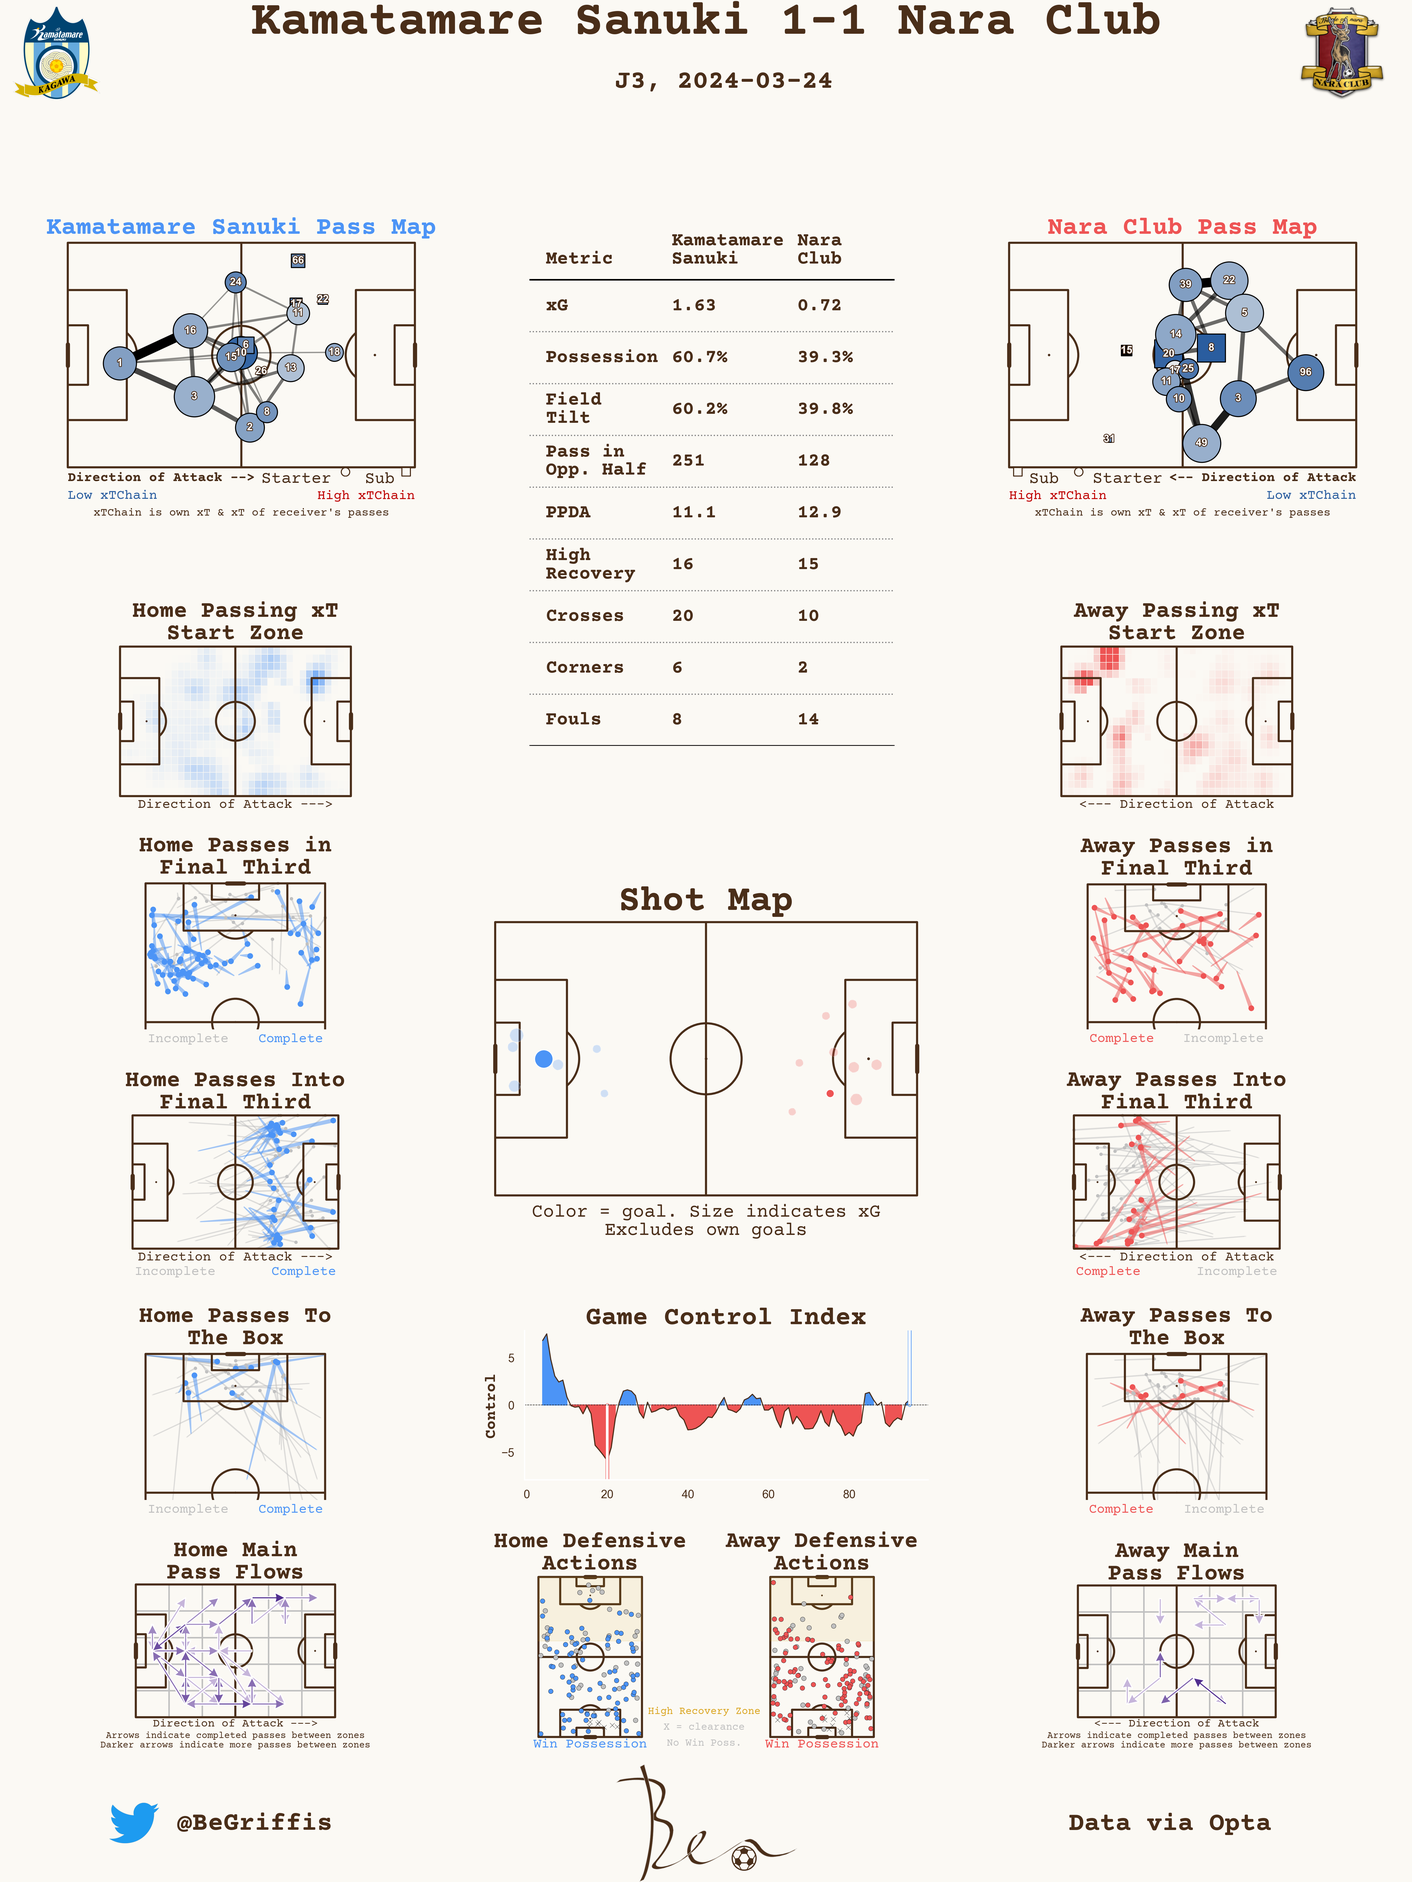 Kamatamare Sanuki 1-1 Nara Club
J3, 2024-03-24
Kamatamare
KAGAWA
NARA CLUB
Kamatamare Sanuki Pass Map
66
24
17
22
11
16
6
10
15
18
1
13
26
3
8
2
Direction of Attack --> Starter Sub
Low xTChain High xTChain
xTChain is own xT & xT of receiver's passes
Metric Kamatamare Sanuki Nara Club
xG 1.63 0.72
Possession 60.7% 39.3%
Field Tilt 60.2% 39.8%
Pass in Opp. Half 251 128
PPDA 11.1 12.9
High Recovery 16 15
Crosses 20 10
Corners 6 2
Fouls 8 14
Nara Club Pass Map
39
22
5
14
15
20
8
17
25
11
96
10
3
31
49
Sub Starter <-- Direction of Attack
High xTChain Low xTChain
xTChain is own xT & xT of receiver's passes
Home Passing xT
Start Zone
Direction of Attack --->
Away Passing xT
Start Zone
<--- Direction of Attack
Home Passes in
Final Third
Incomplete Complete
Away Passes in
Final Third
Complete Incomplete
Shot Map
Color = goal. Size indicates xG
Excludes own goals
Home Passes Into
Final Third
Direction of Attack --->
Incomplete Complete
Away Passes Into
Final Third
<--- Direction of Attack
Complete Incomplete
Home Passes To
The Box
Incomplete Complete
Game Control Index
Control
5
0
−5
0 20 40 60 80
Away Passes To
The Box
Complete Incomplete
Home Main
Pass Flows
Direction of Attack --->
Arrows indicate completed passes between zones
Darker arrows indicate more passes between zones
Home Defensive
Actions
Win Possession
Away Defensive
Actions
Win Possession
High Recovery Zone
X = clearance
No Win Poss.
Away Main
Pass Flows
<--- Direction of Attack
Arrows indicate completed passes between zones
Darker arrows indicate more passes between zones
@BeGriffis
Ben
Data via Opta